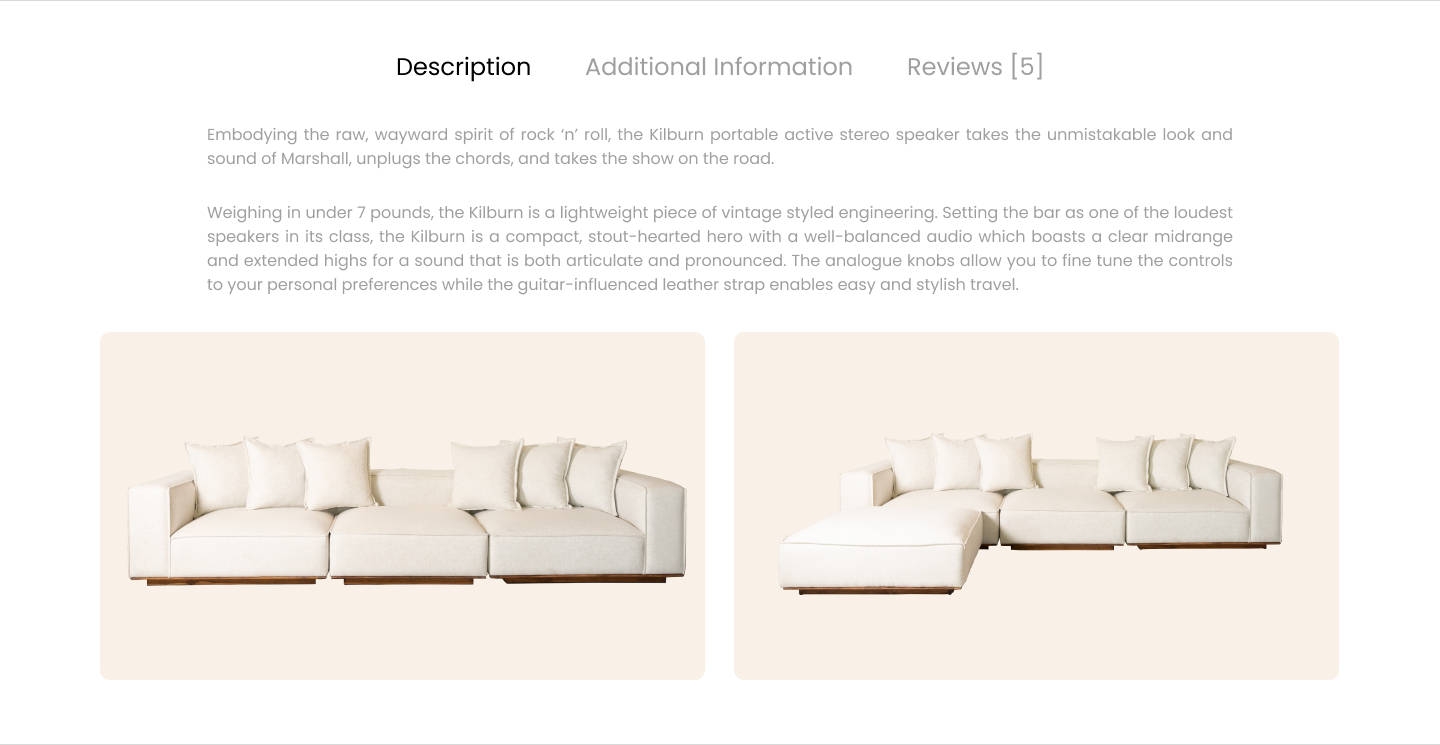 Description Additional Information Reviews [5]
Embodying the raw, wayward spirit of rock ‘n’ roll, the Kilburn portable active stereo speaker takes the unmistakable look and
sound of Marshall, unplugs the chords, and takes the show on the road.
Weighing in under 7 pounds, the Kilburn is a lightweight piece of vintage styled engineering. Setting the bar as one of the loudest
speakers in its class, the Kilburn is a compact, stout-hearted hero with a well-balanced audio which boasts a clear midrange
and extended highs for a sound that is both articulate and pronounced. The analogue knobs allow you to fine tune the controls
to your personal preferences while the guitar-influenced leather strap enables easy and stylish travel.